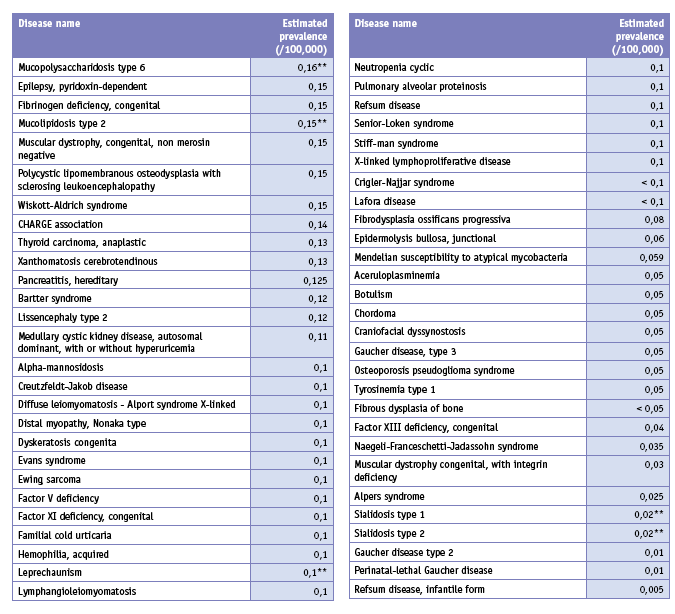 Disease name Estimated
prevalence
(/100,000)
Mucopolysaccharidosis type 6 0,16**
Epilepsy, pyridoxin-dependent 0,15
Fibrinogen deficiency, congenital 0,15
Mucolipidosis type 2 0,15**
Muscular dystrophy, congenital, non merosin 0,15
negative
Polycystic lipomembranous osteodysplasia with 0,15
sclerosing leukoencephalopathy
Wiskott-Aldrich syndrome 0,15
CHARGE association 0,14
Thyroid carcinoma, anaplastic 0,13
Xanthomatosis cerebrotendinous 0,13
Pancreatitis, hereditary 0,125
Bartter syndrome 0,12
Lissencephaly type 2 0,12
Medullary cystic kidney disease, autosomal 0,11
dominant, with or without hyperuricemia
Alpha-mannosidosis 0,1
Creutzfeldt-Jakob disease 0,1
Diffuse leiomyomatosis - Alport syndrome X-linked 0,1
Distal myopathy, Nonaka type 0,1
Dyskeratosis congenita 0,1
Evans syndrome 0,1
Ewing sarcoma 0,1
Factor V deficiency 0,1
Factor XI deficiency, congenital 0,1
Familial cold urticaria 0,1
Hemophilia, acquired 0,1
Leprechaunism 0,1**
Lymphangioleiomyomatosis 0,1
Disease name Estimated
prevalence
(/100,000)
Neutropenia cyclic 0,1
Pulmonary alveolar proteinosis 0,1
Refsum disease 0,1
Senior-Loken syndrome 0,1
Stiff-man syndrome 0,1
X-linked lymphoproliferative disease 0,1
Crigler-Najjar syndrome < 0,1
Lafora disease < 0,1
Fibrodysplasia ossificans progressiva 0,08
Epidermolysis bullosa, junctional 0,06
Mendelian susceptibility to atypical mycobacteria 0,059
Aceruloplasminemia 0,05
Botulism 0,05
Chordoma 0,05
Craniofacial dyssynostosis 0,05
Gaucher disease, type 3 0,05
Osteoporosis pseudoglioma syndrome 0,05
Tyrosinemia type 1 0,05
Fibrous dysplasia of bone < 0,05
Factor XIII deficiency, congenital 0,04
Naegeli-Franceschetti-Jadassohn syndrome 0,035
Muscular dystrophy congenital, with integrin 0,03
deficiency
Alpers syndrome 0,025
Sialidosis type 1 0,02**
Sialidosis type 2 0,02**
Gaucher disease type 2 0,01
Perinatal-lethal Gaucher disease 0,01
Refsum disease, infantile form 0,005